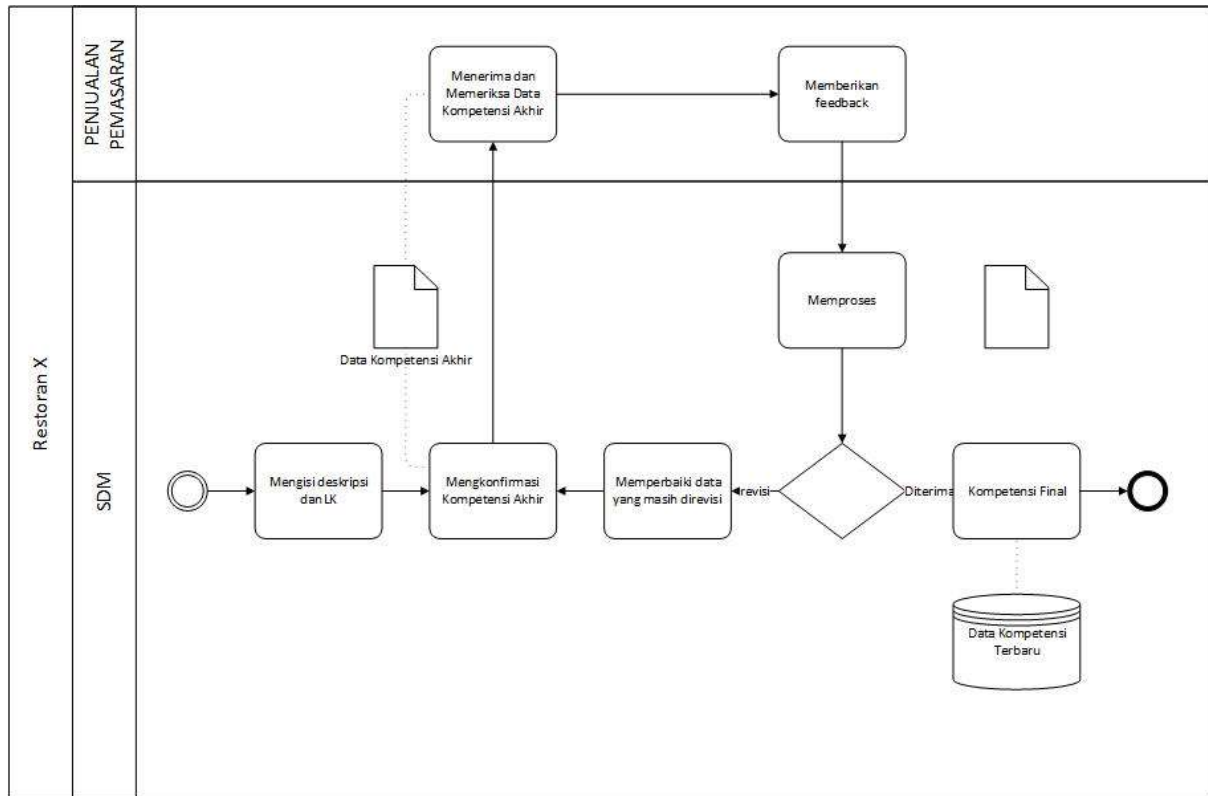 Restoran X
PENJUALAN
PEMASARAN
Menerima dan
Memeriksa Data
Kompetensi Akhir
Memberikan
feedback
SDM
Memproses
Data Kompetensi Akhir
Mengisi deskripsi
dan LK
Mengkonfirmasi
Kompetensi Akhir
Memperbaiki data
yang masih direvisi
revisi
Diterima
Kompetensi Final
Data Kompetensi
Terbaru